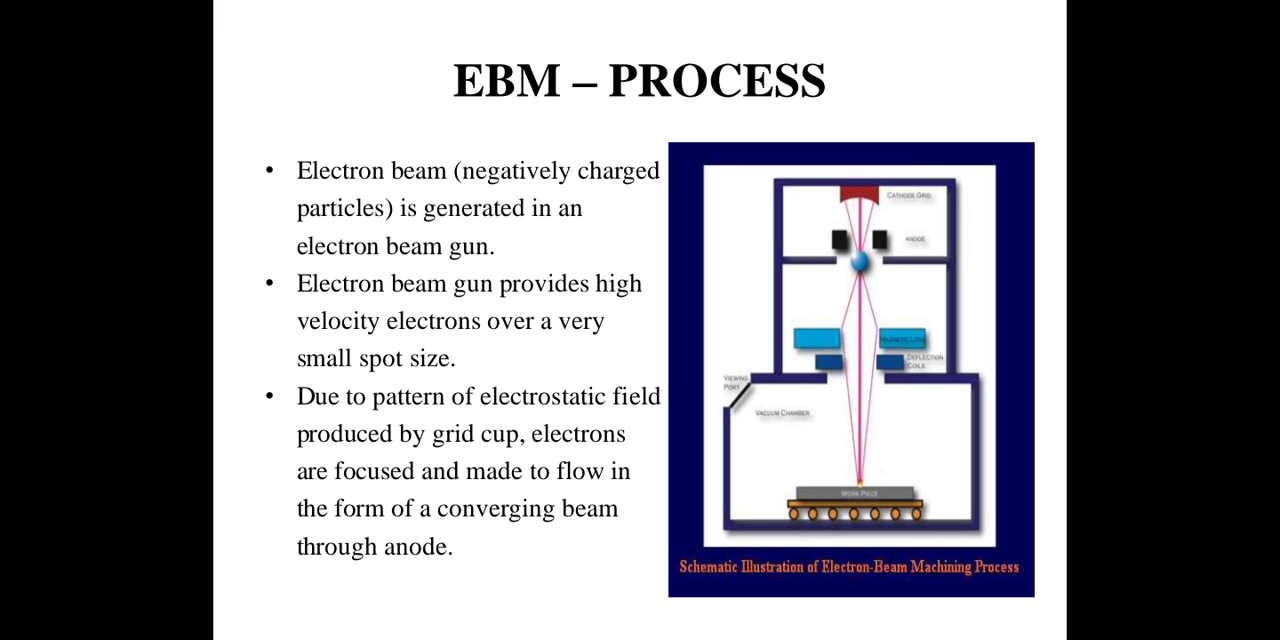 EBM – PROCESS
• Electron beam (negatively charged
particles) is generated in an
electron beam gun.
• Electron beam gun provides high
velocity electrons over a very
small spot size.
• Due to pattern of electrostatic field
produced by grid cup, electrons
are focused and made to flow in
the form of a converging beam
through anode.
CATHODE GRID
ANODE
MAGNETIC LENS
DEFLECTION
COILS
VIEWING
PORT
VACUUM CHAMBER
WORK PIECE
Schematic Illustration of Electron-Beam Machining Process